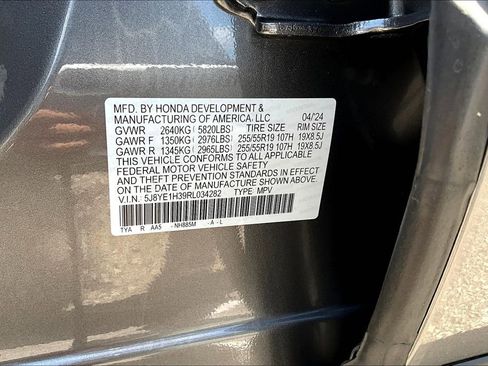 MFD. BY HONDA DEVELOPMENT &
MANUFACTURING OF AMERICA, LLC 04/24
GVWR 2640KG ( 5820LBS) TIRE SIZE RIM SIZE
GAWR F 1350KG ( 2976LBS) 255/55R19 107H 19X8.5J
GAWR R 1345KG ( 2965LBS) 255/55R19 107H 19X8.5J
THIS VEHICLE CONFORMS TO ALL APPLICABLE
FEDERAL MOTOR VEHICLE SAFETY
AND THEFT PREVENTION STANDARDS IN EFFECT
ON THE DATE OF MANUFACTURE SHOWN ABOVE.
V.I.N. 5J8YE1H39RL034282 TYPE MPV
TYA R AA5 -NH885M -A -L